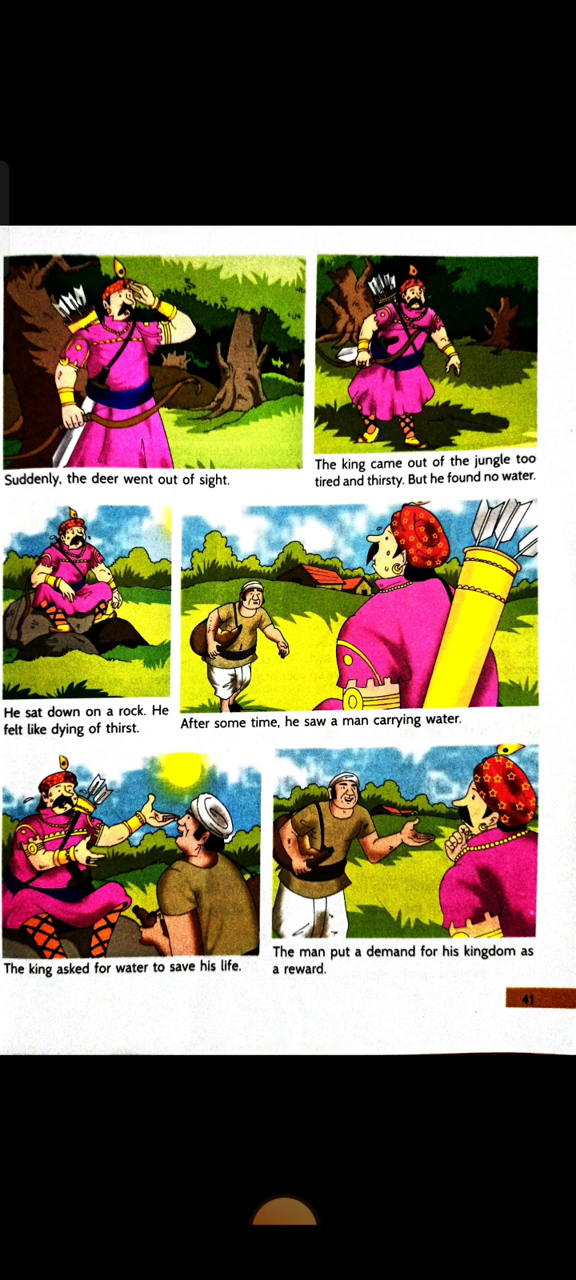 Suddenly, the deer went out of sight.
The king came out of the jungle too
tired and thirsty. But he found no water.
He sat down on a rock. He
felt like dying of thirst.
After some time, he saw a man carrying water.
The king asked for water to save his life.
The man put a demand for his kingdom as
a reward.
41